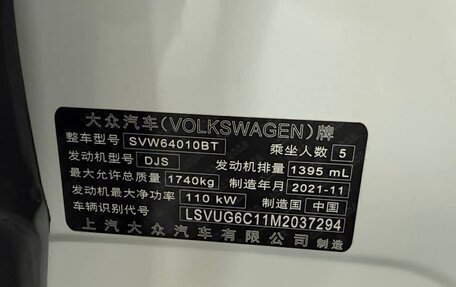 大众汽车(VOLKSWAGEN)牌
整车型号 SVW64010BT 乘坐人数 5
发动机型号 DJS 发动机排量 1395 mL
最大允许总质量 1740kg 制造年月 2021-11
发动机最大净功率 110 kW 制造国 中国
车辆识别代号 LSVUG6C11M2037294
上汽大众汽车有限公司 制造